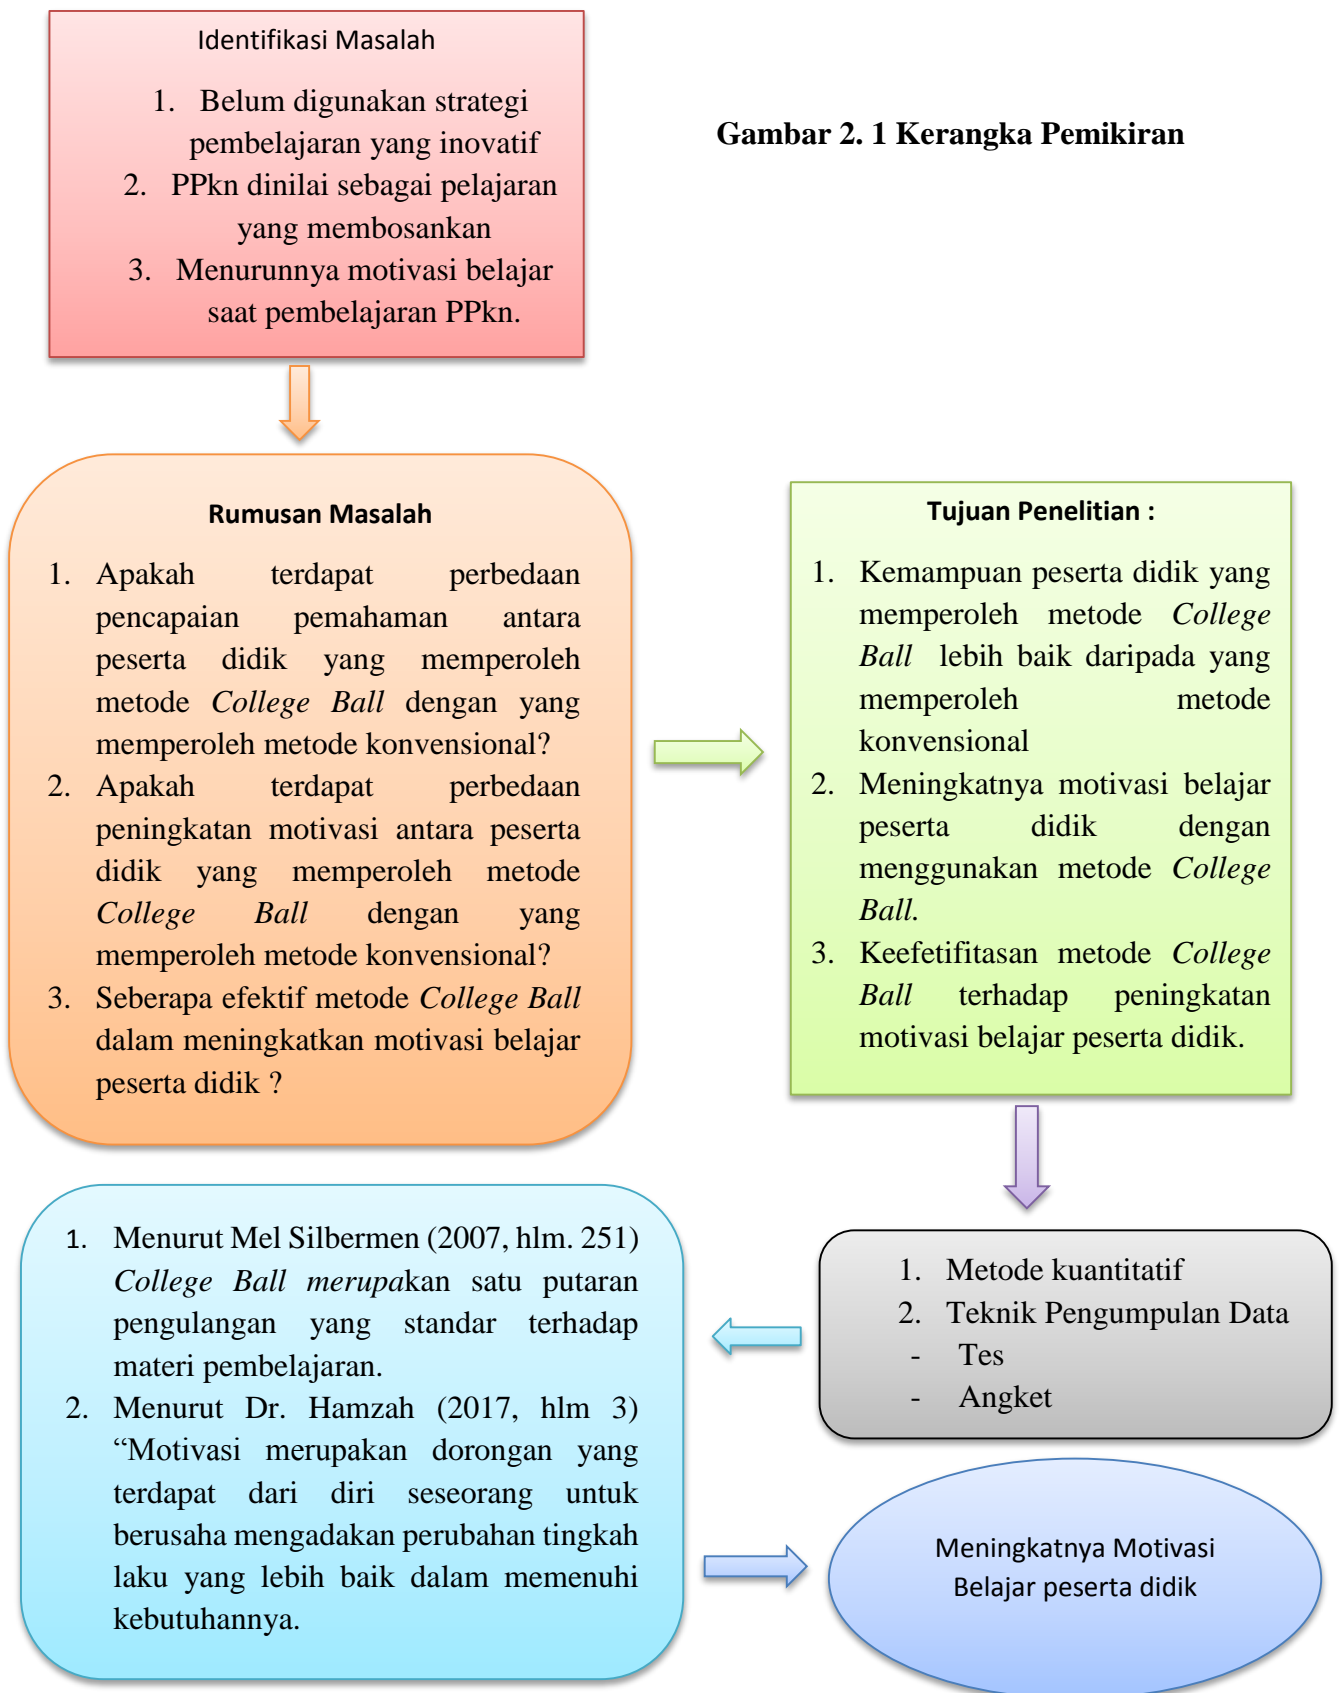 Identifikasi Masalah
1. Belum digunakan strategi
pembelajaran yang inovatif
2. PPkn dinilai sebagai pelajaran
yang membosankan
3. Menurunnya motivasi belajar
saat pembelajaran PPkn.
Gambar 2. 1 Kerangka Pemikiran
Rumusan Masalah
1. Apakah terdapat perbedaan
pencapaian pemahaman antara
peserta didik yang memperoleh
metode College Ball dengan yang
memperoleh metode konvensional?
2. Apakah terdapat perbedaan
peningkatan motivasi antara peserta
didik yang memperoleh metode
College Ball dengan yang
memperoleh metode konvensional?
3. Seberapa efektif metode College Ball
dalam meningkatkan motivasi belajar
peserta didik ?
Tujuan Penelitian :
1. Kemampuan peserta didik yang
memperoleh metode College
Ball lebih baik daripada yang
memperoleh metode
konvensional
2. Meningkatnya motivasi belajar
peserta didik dengan
menggunakan metode College
Ball.
3. Keefetifitasan metode College
Ball terhadap peningkatan
motivasi belajar peserta didik.
1. Metode kuantitatif
2. Teknik Pengumpulan Data
- Tes
- Angket
1. Menurut Mel Silbermen (2007, hlm. 251)
College Ball merupakan satu putaran
pengulangan yang standar terhadap
materi pembelajaran.
2. Menurut Dr. Hamzah (2017, hlm 3)
“Motivasi merupakan dorongan yang
terdapat dari diri seseorang untuk
berusaha mengadakan perubahan tingkah
laku yang lebih baik dalam memenuhi
kebutuhannya.
Meningkatnya Motivasi
Belajar peserta didik